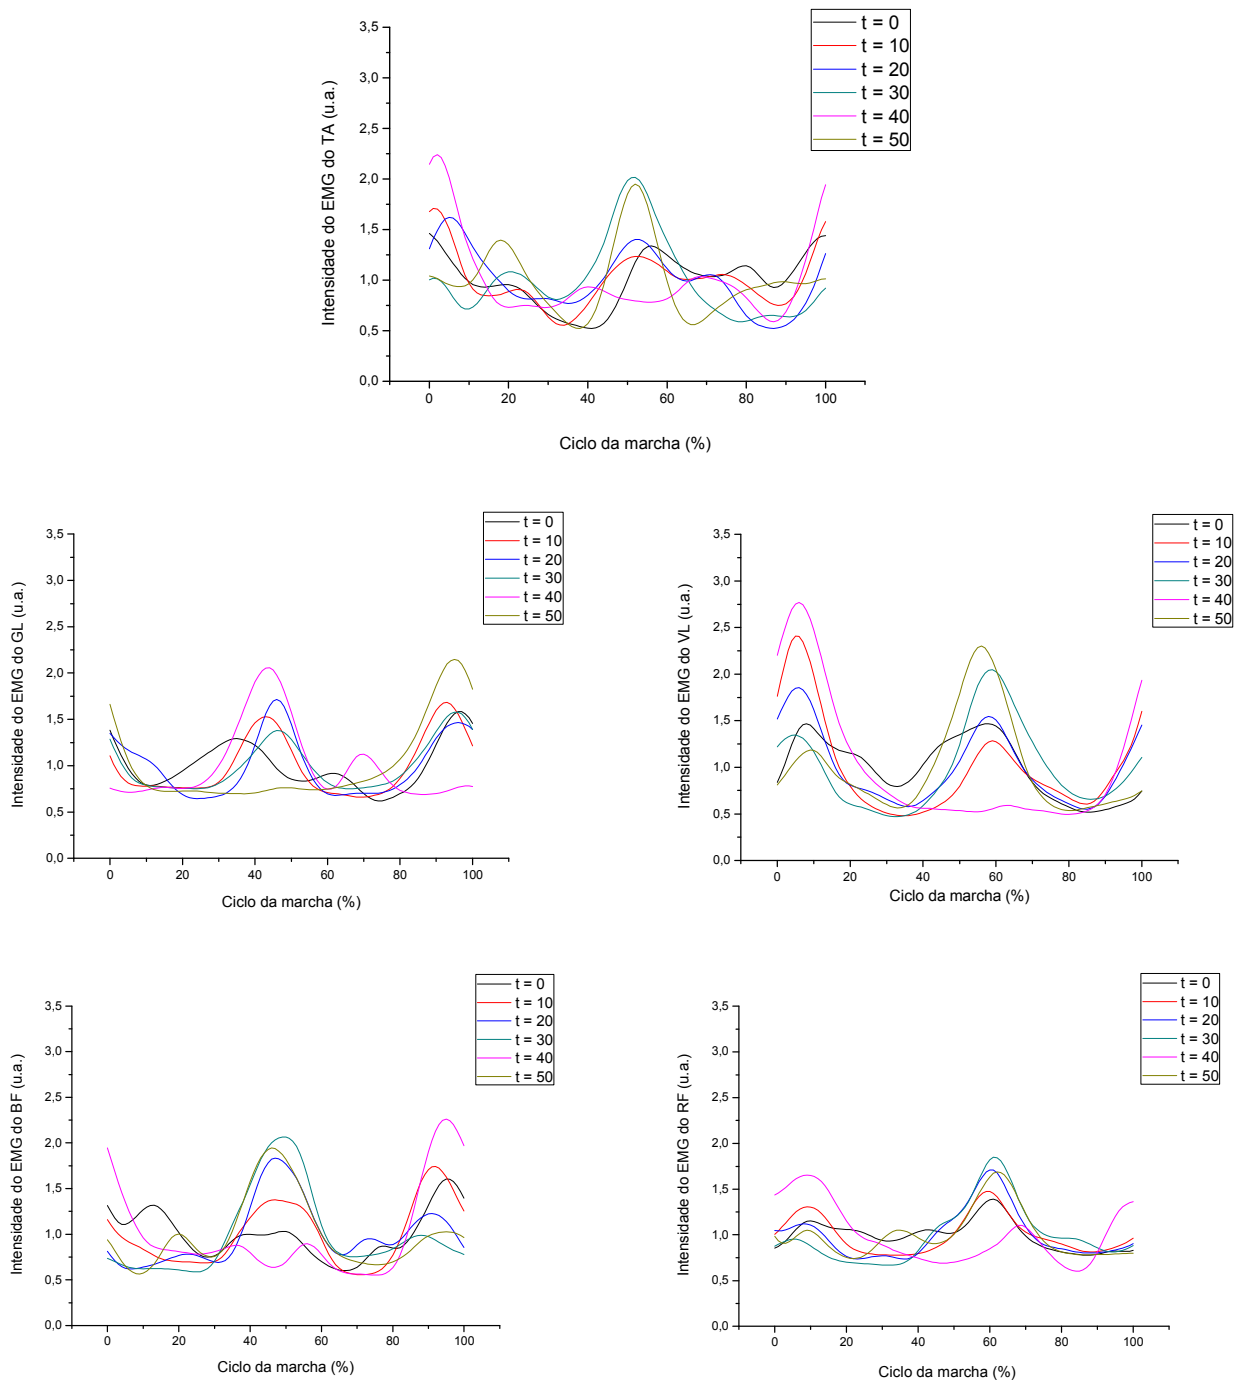 Intensidade do EMG do TA (u.a.)
3,5
3,0
2,5
2,0
1,5
1,0
0,5
0,0
0
20
40
60
80
100
Ciclo da marcha (%)
t = 0
t = 10
t = 20
t = 30
t = 40
t = 50
Intensidade do EMG do GL (u.a.)
3,5
3,0
2,5
2,0
1,5
1,0
0,5
0,0
0
20
40
60
80
100
Ciclo da marcha (%)
t = 0
t = 10
t = 20
t = 30
t = 40
t = 50
Intensidade do EMG do VL (u.a.)
3,5
3,0
2,5
2,0
1,5
1,0
0,5
0,0
0
20
40
60
80
100
Ciclo da marcha (%)
t = 0
t = 10
t = 20
t = 30
t = 40
t = 50
Intensidade do EMG do BF (u.a.)
3,5
3,0
2,5
2,0
1,5
1,0
0,5
0,0
0
20
40
60
80
100
Ciclo da marcha (%)
t = 0
t = 10
t = 20
t = 30
t = 40
t = 50
Intensidade do EMG do RF (u.a.)
3,5
3,0
2,5
2,0
1,5
1,0
0,5
0,0
0
20
40
60
80
100
Ciclo da marcha (%)
t = 0
t = 10
t = 20
t = 30
t = 40
t = 50